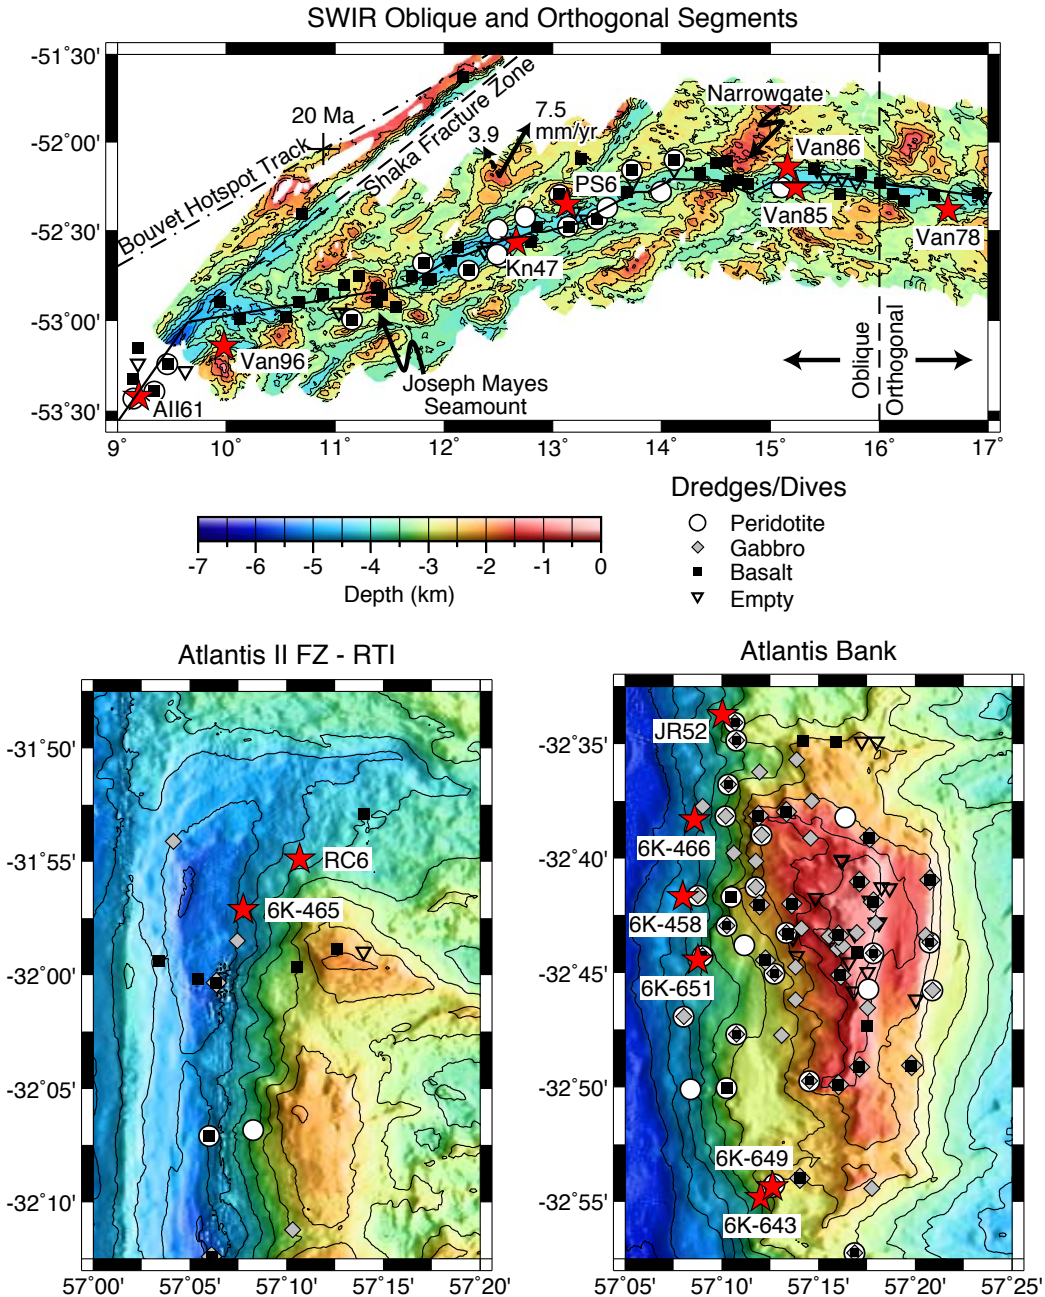 SWIR Oblique and Orthogonal Segments
-51˚30'
-52˚00'
-52˚30'
-53˚00'
-53˚30'
20 Ma
Bouvet Hotspot Track
Shaka Fracture Zone
3.9
7.5
mm/yr.
Narrowgate
Van86
PS6
Van85
Van78
Kn47
Van96
Joseph Mayes
Seamount
AII61
Oblique
Orthogonal
9˚
10˚
11˚
12˚
13˚
14˚
15˚
16˚
17˚
-7
-6
-5
-4
-3
-2
-1
0
Depth (km)
Dredges/Dives
Peridotite
Gabbro
Basalt
Empty
Atlantis II FZ - RTI
-31˚50'
-31˚55'
-32˚00'
-32˚05'
-32˚10'
RC6
6K-465
57˚00'
57˚05'
57˚10'
57˚15'
57˚20'
Atlantis Bank
-32˚35'
-32˚40'
-32˚45'
-32˚50'
-32˚55'
JR52
6K-466
6K-458
6K-651
6K-649
6K-643
57˚05'
57˚10'
57˚15'
57˚20'
57˚25'